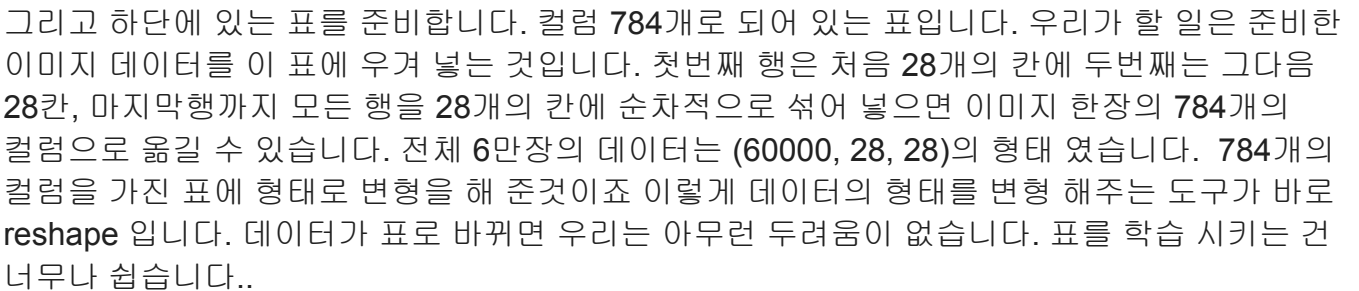 그리고 하단에 있는 표를 준비합니다. 컬럼 784개로 되어 있는 표입니다. 우리가 할 일은 준비한
이미지 데이터를 이 표에 우겨 넣는 것입니다. 첫번째 행은 처음 28개의 칸에 두번째는 그다음
28칸, 마지막행까지 모든 행을 28개의 칸에 순차적으로 섞어 넣으면 이미지 한장의 784개의
컬럼으로 옮길 수 있습니다. 전체 6만장의 데이터는 (60000, 28, 28)의 형태 였습니다. 784개의
컬럼을 가진 표에 형태로 변형을 해 준것이죠 이렇게 데이터의 형태를 변형 해주는 도구가 바로
reshape 입니다. 데이터가 표로 바뀌면 우리는 아무런 두려움이 없습니다. 표를 학습 시키는 건
너무나 쉽습니다..